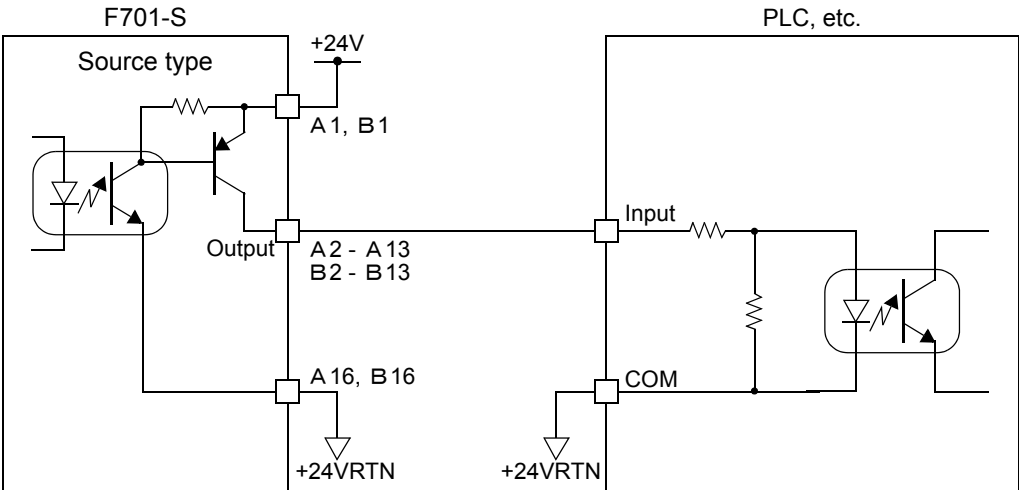 F701-S
PLC, etc.
Source type
+24V
A1, B1
Input
Output
A2 - A13
B2 - B13
A16, B16
COM
+24VRTN
+24VRTN